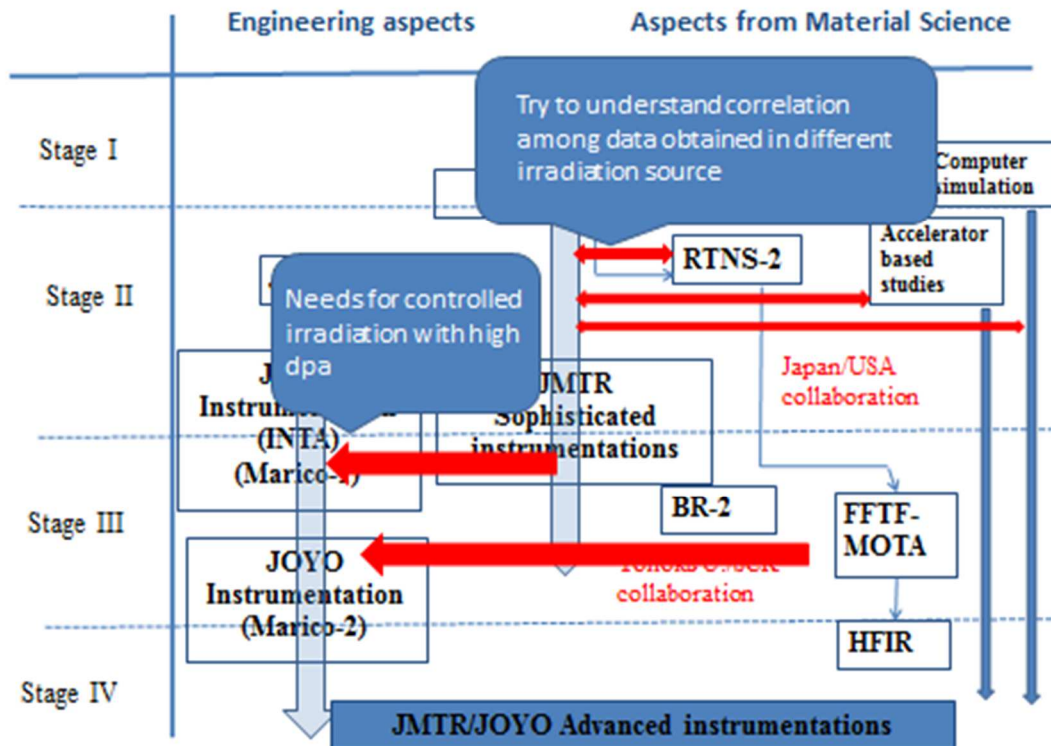 Engineering aspects
Aspects from Material Science
Stage I
Try to understand correlation
among data obtained in different
irradiation source
Computer
simulation
Stage II
RTNS-2
Accelerator
based
studies
Needs for controlled
irradiation with high
dpa
Japan/USA
collaboration
(INTA)
JMTR
Sophisticated
instrumentations
Stage III
BR-2
FFTF-
MOTA
JOYO
Instrumentation
(Marico-2)
collaboration
HFIR
Stage IV
JMTR/JOYO Advanced instrumentations